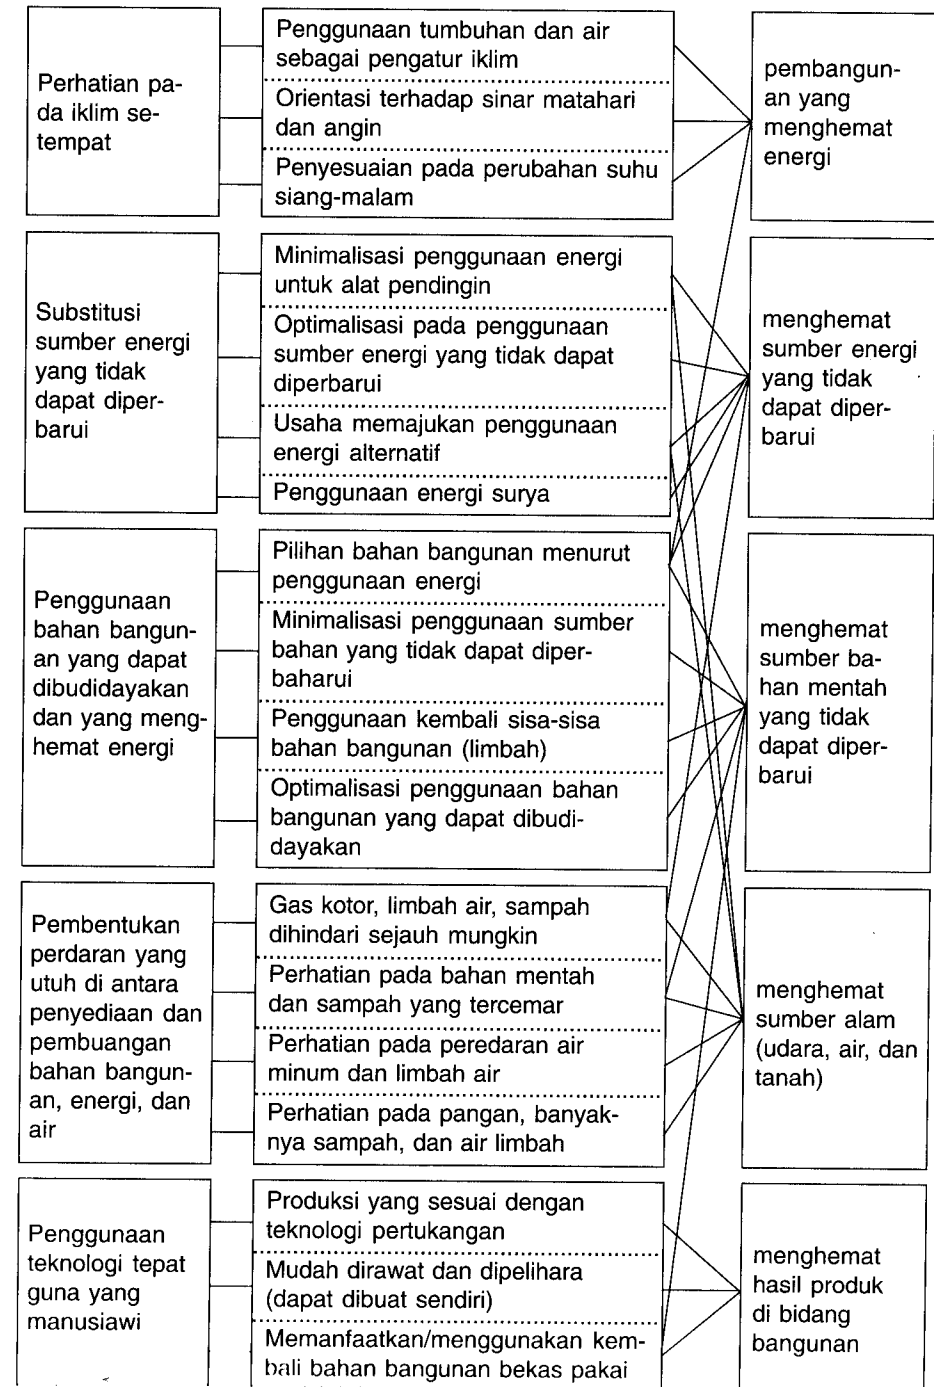 Perhatian pa-
da iklim se-
tempat
Penggunaan tumbuhan dan air
sebagai pengatur iklim
Orientasi terhadap sinar matahari
dan angin
Penyesuaian pada perubahan suhu
siang-malam
pembangun-
an yang
menghemat
energi
Substitusi
sumber energi
yang tidak
dapat diper-
barui
Minimalisasi penggunaan energi
untuk alat pendingin
Optimalisasi pada penggunaan
sumber energi yang tidak dapat
diperbarui
Usaha memajukan penggunaan
energi alternatif
Penggunaan energi surya
menghemat
sumber energi
yang tidak
dapat diper-
barui
Penggunaan
bahan bangun-
an yang dapat
dibudidayakan
dan yang meng-
hemat energi
Pilihan bahan bangunan menurut
penggunaan energi
Minimalisasi penggunaan sumber
bahan yang tidak dapat diper-
baharui
Penggunaan kembali sisa-sisa
bahan bangunan (limbah)
Optimalisasi penggunaan bahan
bangunan yang dapat dibudi-
dayakan
menghemat
sumber ba-
han mentah
yang tidak
dapat diper-
barui
Pembentukan
perdaran yang
utuh di antara
penyediaan dan
pembuangan
bahan bangun-
an, energi, dan
air
Gas kotor, limbah air, sampah
dihindari sejauh mungkin
Perhatian pada bahan mentah
dan sampah yang tercemar
Perhatian pada peredaran air
minum dan limbah air
Perhatian pada pangan, banyak-
nya sampah, dan air limbah
menghemat
sumber alam
(udara, air, dan
tanah)
Penggunaan
teknologi tepat
guna yang
manusiawi
Produksi yang sesuai dengan
teknologi pertukangan
Mudah dirawat dan dipelihara
(dapat dibuat sendiri)
Memanfaatkan/menggunakan kem-
bali bahan bangunan bekas pakai
menghemat
hasil produk
di bidang
bangunan